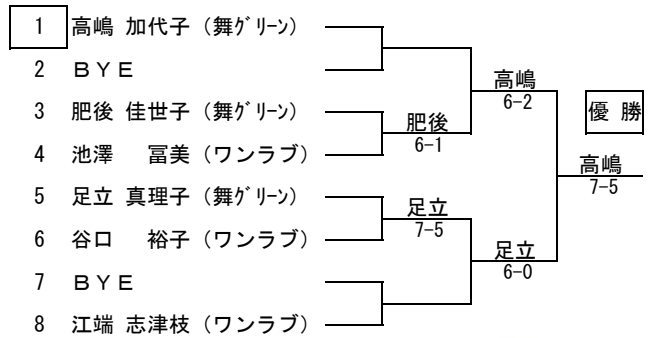 1 高嶋 加代子 (舞グリーン)
2 ＢＹＥ
高嶋
6-2
3 肥後 佳世子 (舞グリーン)
優 勝
肥後
6-1
4 池澤 冨美 (ワンラブ)
高嶋
7-5
5 足立 真理子 (舞グリーン)
足立
7-5
6 谷口 裕子 (ワンラブ)
足立
6-0
7 ＢＹＥ
8 江端 志津枝 (ワンラブ)